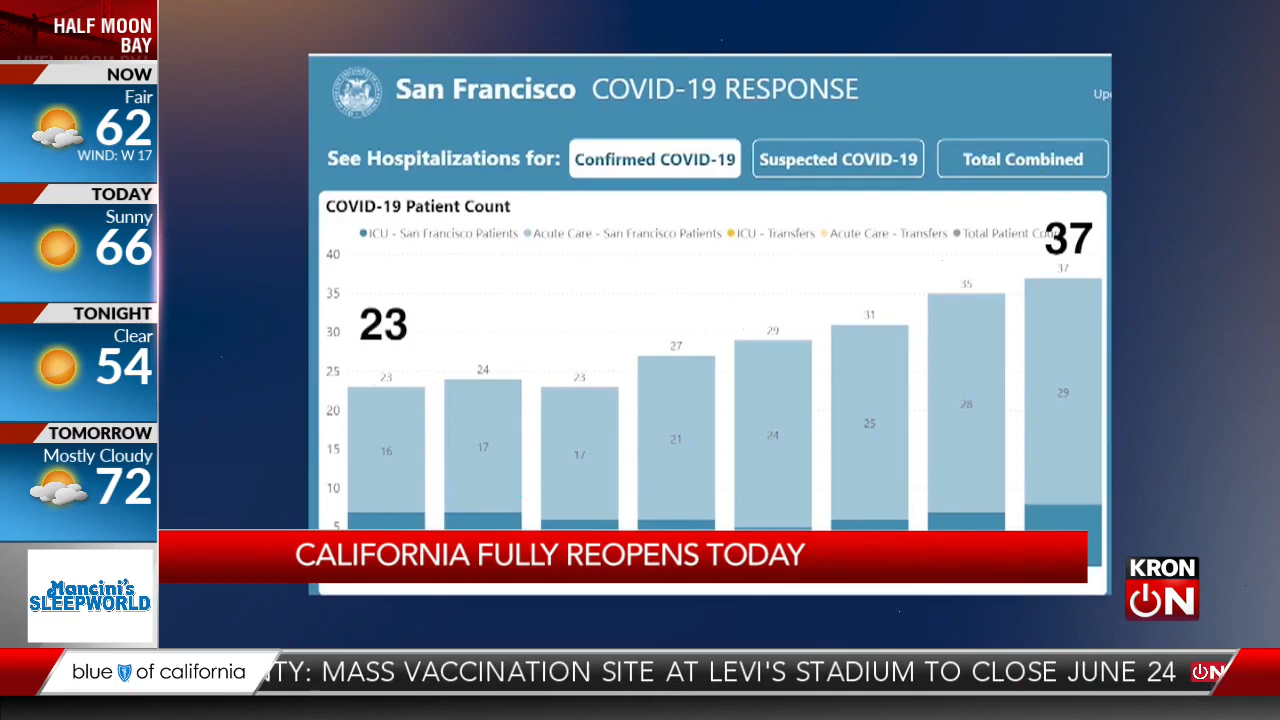 HALF MOON
BAY
NOW
Fair
62
WIND: W 17
TODAY
Sunny
66
TONIGHT
Clear
54
TOMORROW
Mostly Cloudy
72
Mancini's
SLEEPWORLD
San Francisco COVID-19 RESPONSE
See Hospitalizations for: Confirmed COVID-19 Suspected COVID-19 Total Combined
COVID-19 Patient Count
ICU - San Francisco Patients Acute Care - San Francisco Patients ICU - Transfers Acute Care - Transfers Total Patient
37
40
35
30
25
20
15
10
5
23
23 24 23 27 29 31 35 37
16 17 17 21 24 25 28 29
CALIFORNIA FULLY REOPENS TODAY
KRON
ON
blue of california
TY: MASS VACCINATION SITE AT LEVI'S STADIUM TO CLOSE JUNE 24 ON